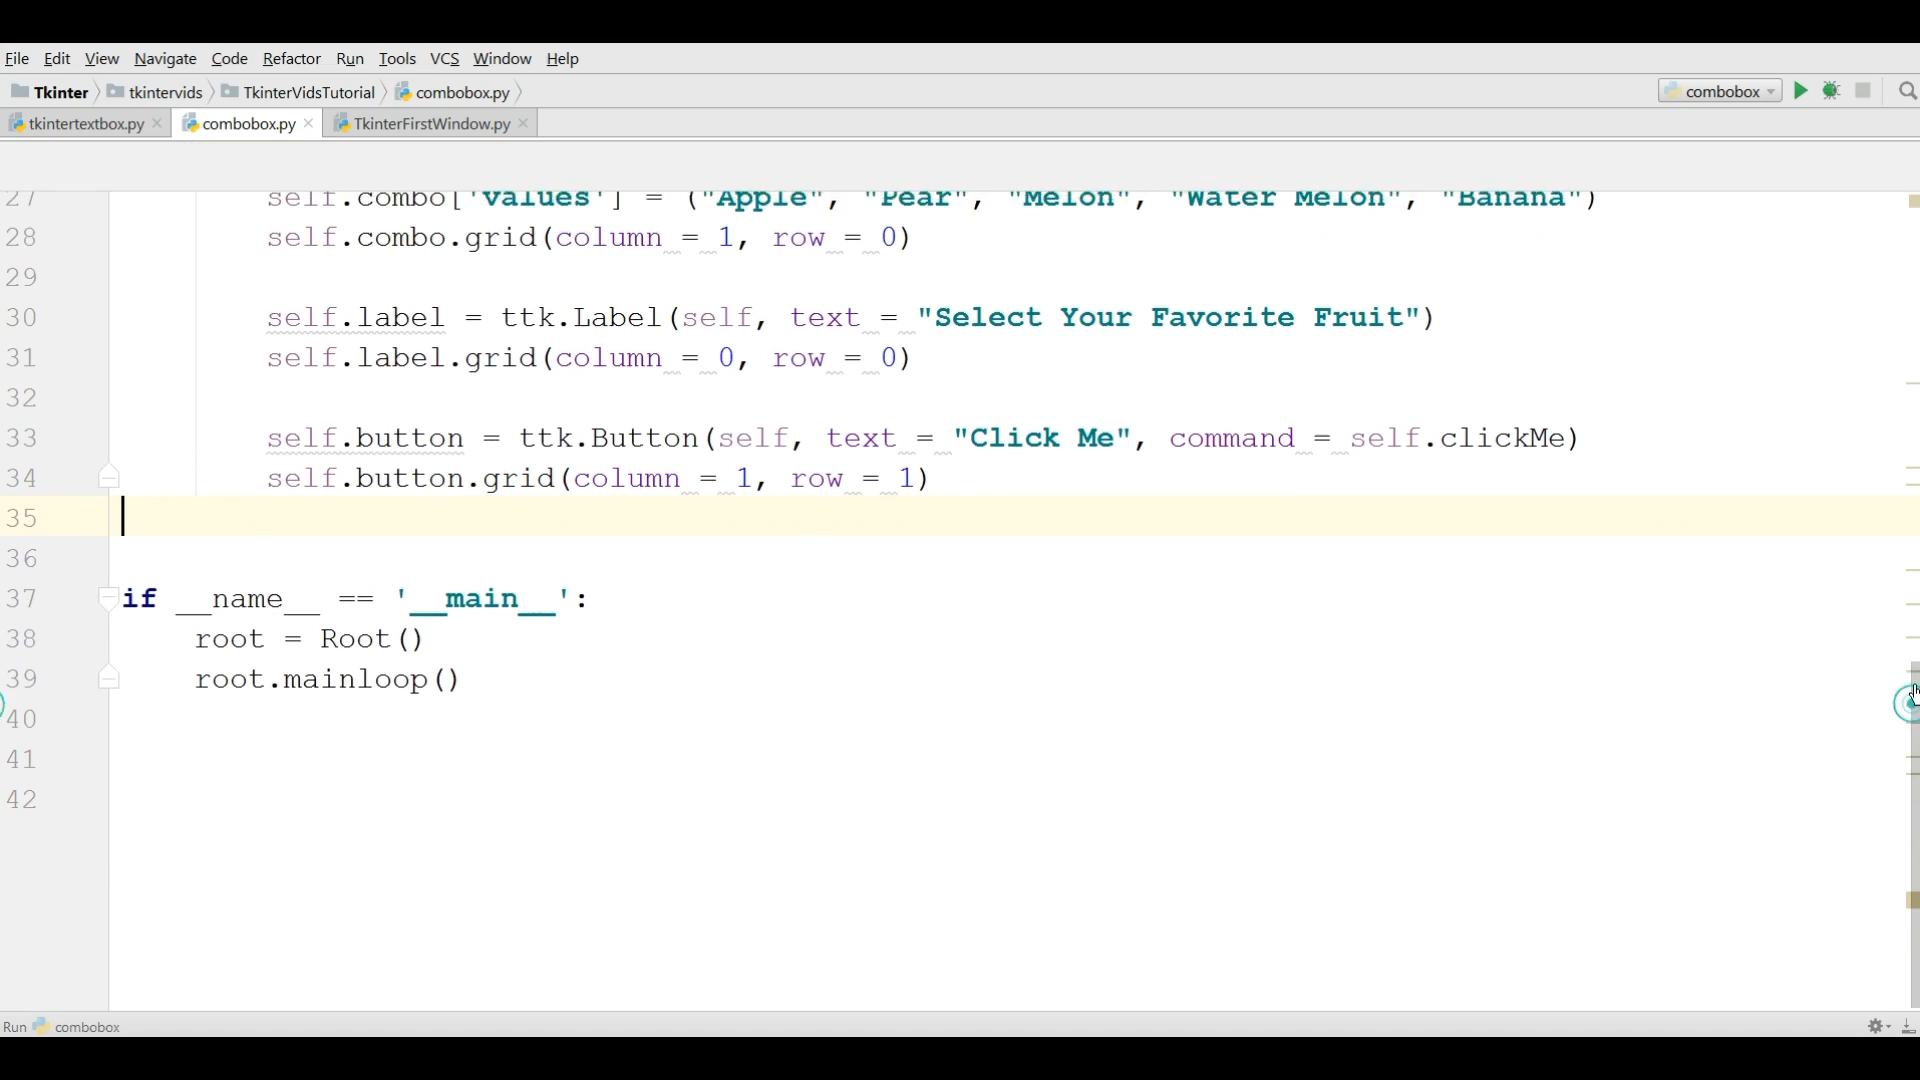 File Edit View Navigate Code Refactor Run Tools VCS Window Help
Tkinter tkintervids TkinterVidsTutorial combobox.py combobox
tkintertextbox.py combobox.py TkinterFirstWindow.py
27 self.combo['values'] = ("Apple", "Pear", "Melon", "Water Melon", "Banana")
28 self.combo.grid(column = 1, row = 0)
29
30 self.label = ttk.Label(self, text = "Select Your Favorite Fruit")
31 self.label.grid(column = 0, row = 0)
32
33 self.button = ttk.Button(self, text = "Click Me", command = self.clickMe)
34 self.button.grid(column = 1, row = 1)
35
36
37 if __name__ == '__main__':
38 root = Root()
39 root.mainloop()
40
41
42
Run combobox